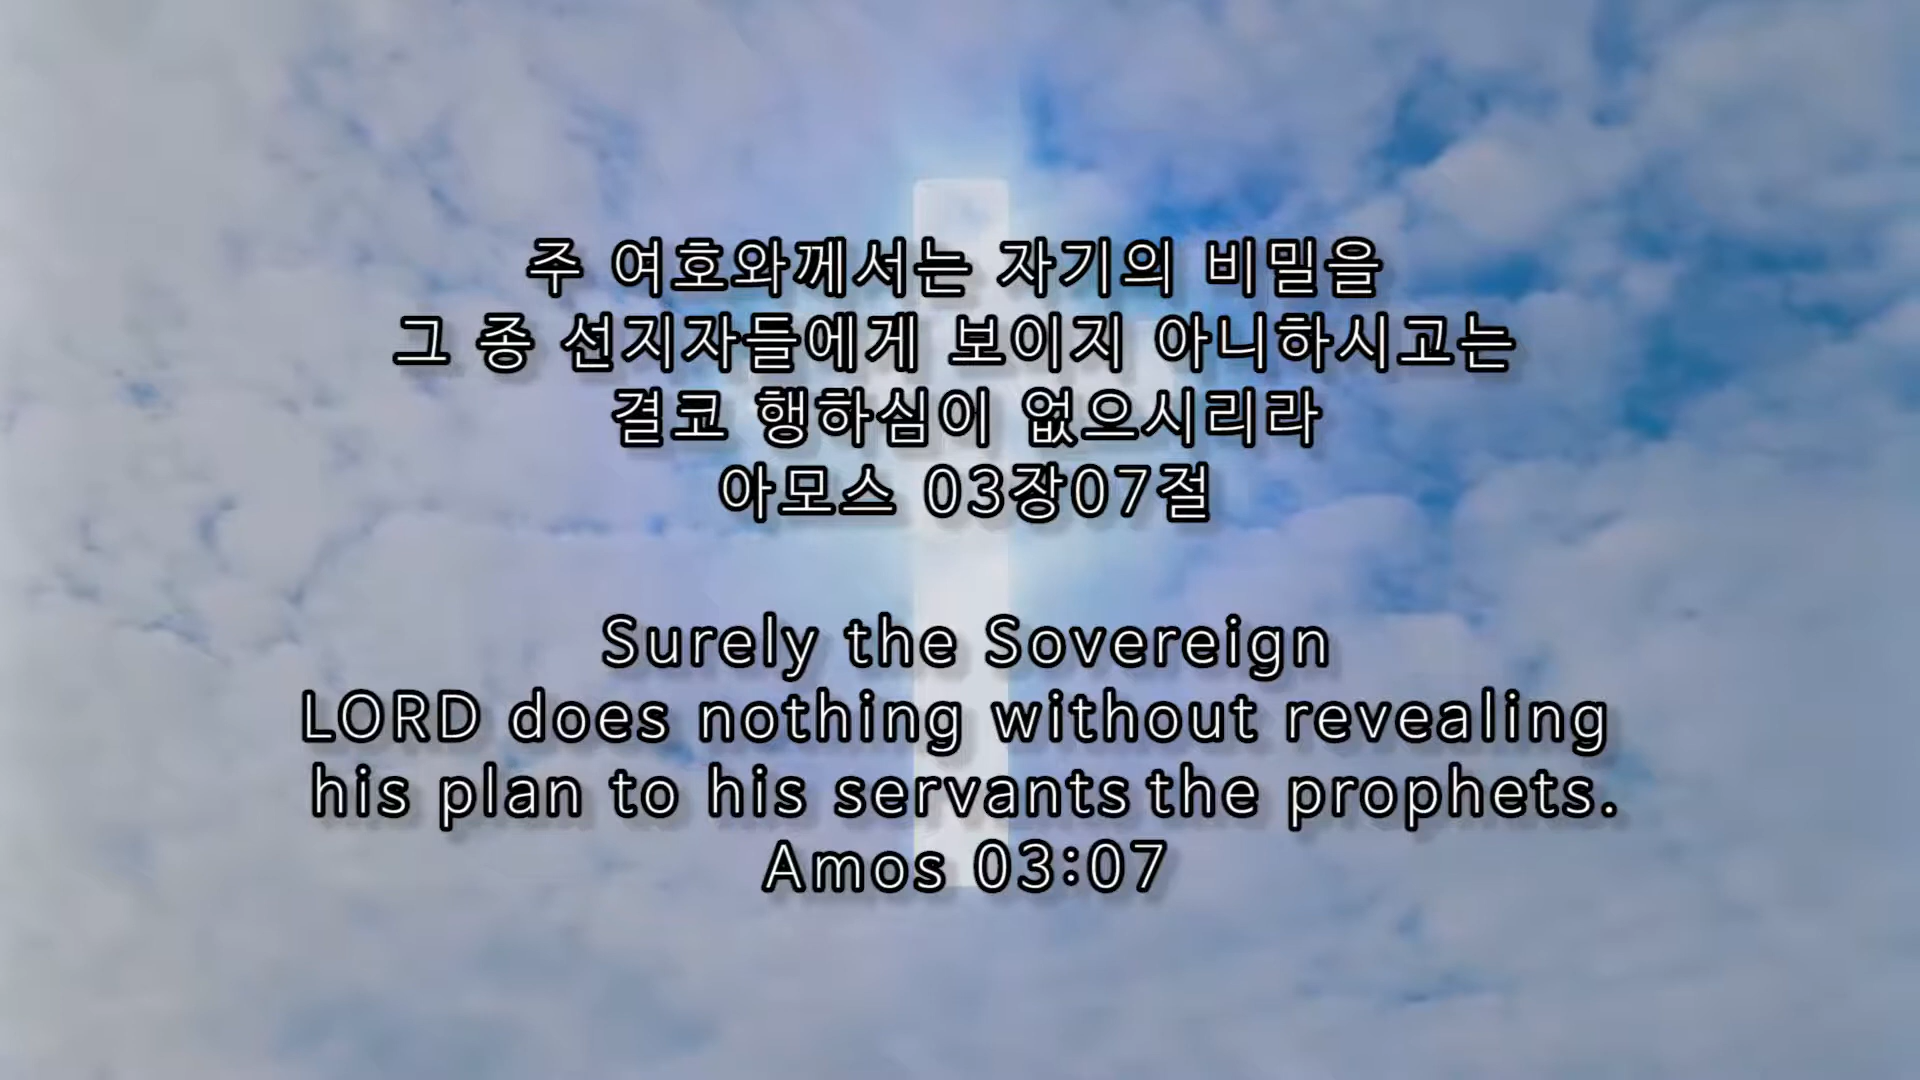 주 여호와께서는 자기의 비밀을
그 종 선지자들에게 보이지 아니하시고는
결코 행하심이 없으시리라
아모스 03장07절
Surely the Sovereign
LORD does nothing without revealing
his plan to his servants the prophets.
Amos 03:07